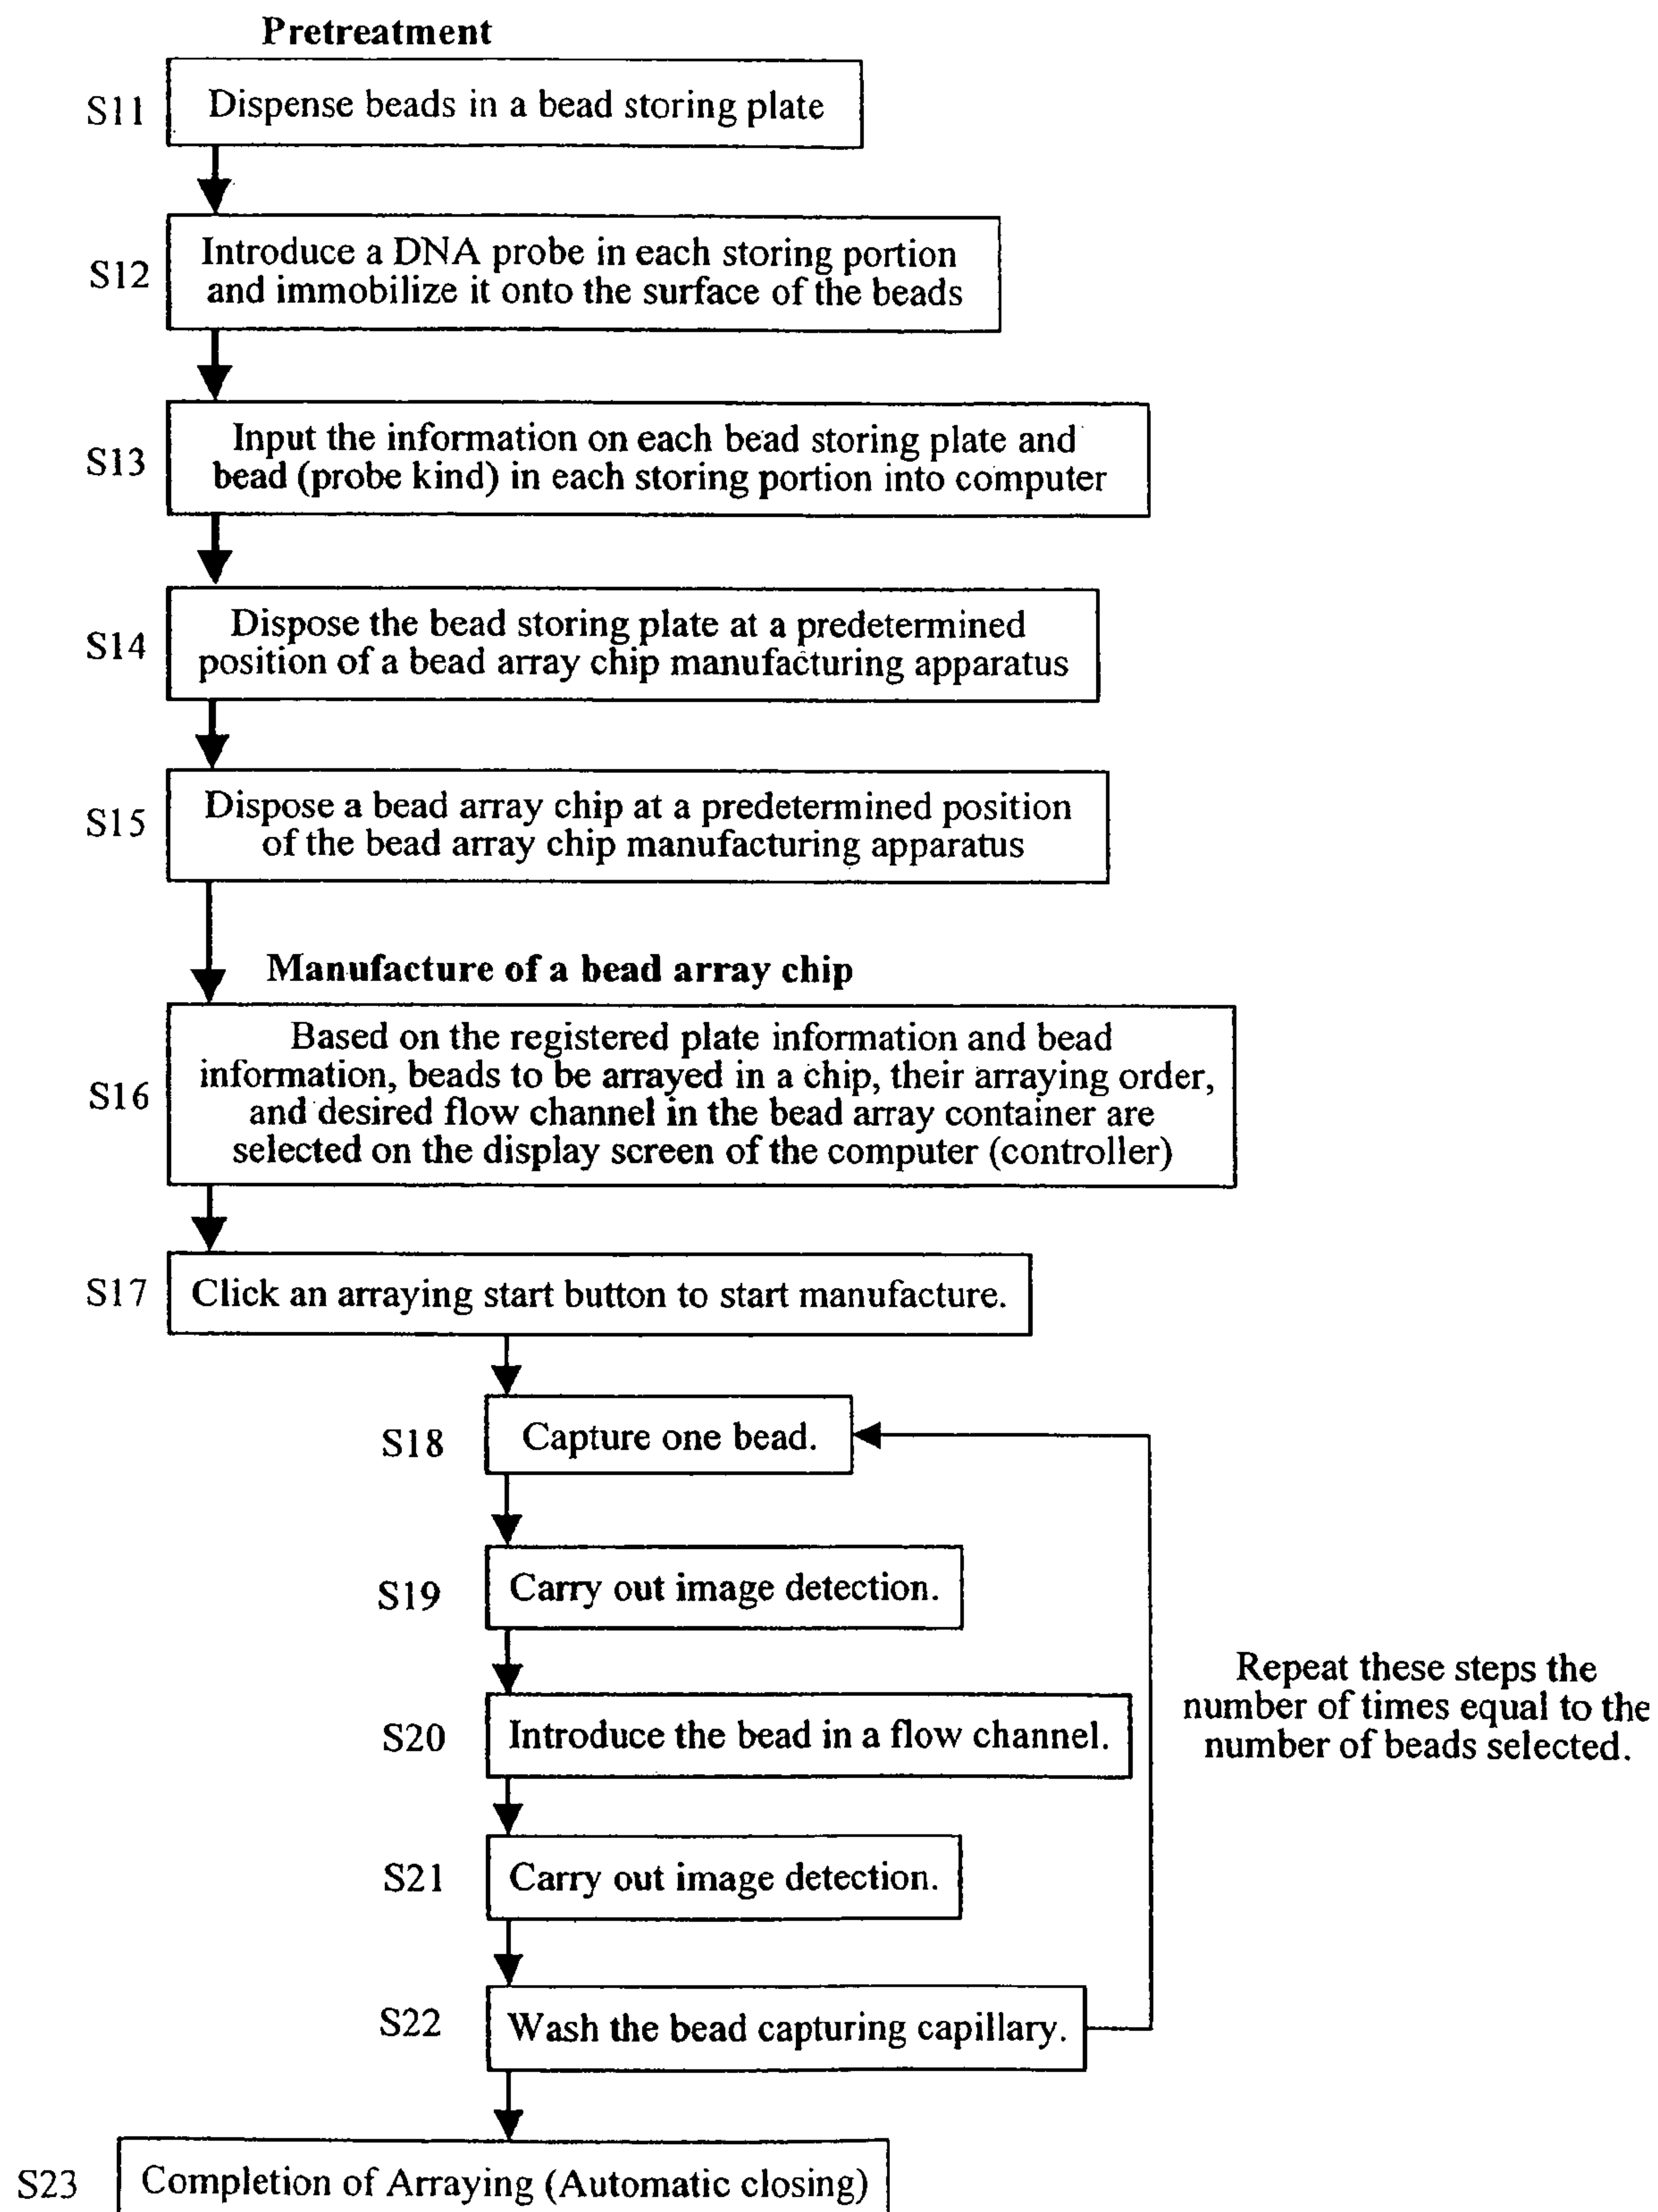 Pretreatment
S11
Dispense beads in a bead storing plate
S12
Introduce a DNA probe in each storing portion
and immobilize it onto the surface of the beads
S13
Input the information on each bead storing plate and
bead (probe kind) in each storing portion into computer
S14
Dispose the bead storing plate at a predetermined
position of a bead array chip manufacturing apparatus
S15
Dispose a bead array chip at a predetermined position
of the bead array chip manufacturing apparatus
Manufacture of a bead array chip
S16
Based on the registered plate information and bead
information, beads to be arrayed in a chip, their arraying order,
and desired flow channel in the bead array container are
selected on the display screen of the computer (controller)
S17
Click an arraying start button to start manufacture.
S18
Capture one bead.
S19
Carry out image detection.
Repeat these steps the
number of times equal to the
number of beads selected.
S20
Introduce the bead in a flow channel.
S21
Carry out image detection.
S22
Wash the bead capturing capillary.
S23
Completion of Arraying (Automatic closing)